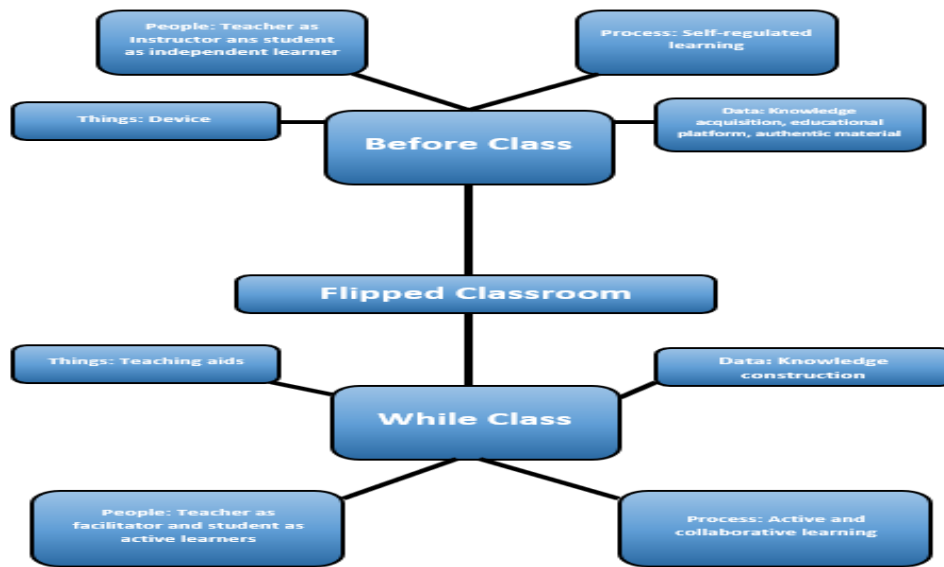 People: Teacher as
Instructor ans student
as independent learner
Process: Self-regulated
learning
Things: Device
Data: Knowledge
acquisition, educational
platform, authentic material
Before Class
Flipped Classroom
Things: Teaching aids
Data: Knowledge
construction
While Class
People: Teacher as
facilitator and student as
active learners
Process: Active and
collaborative learning